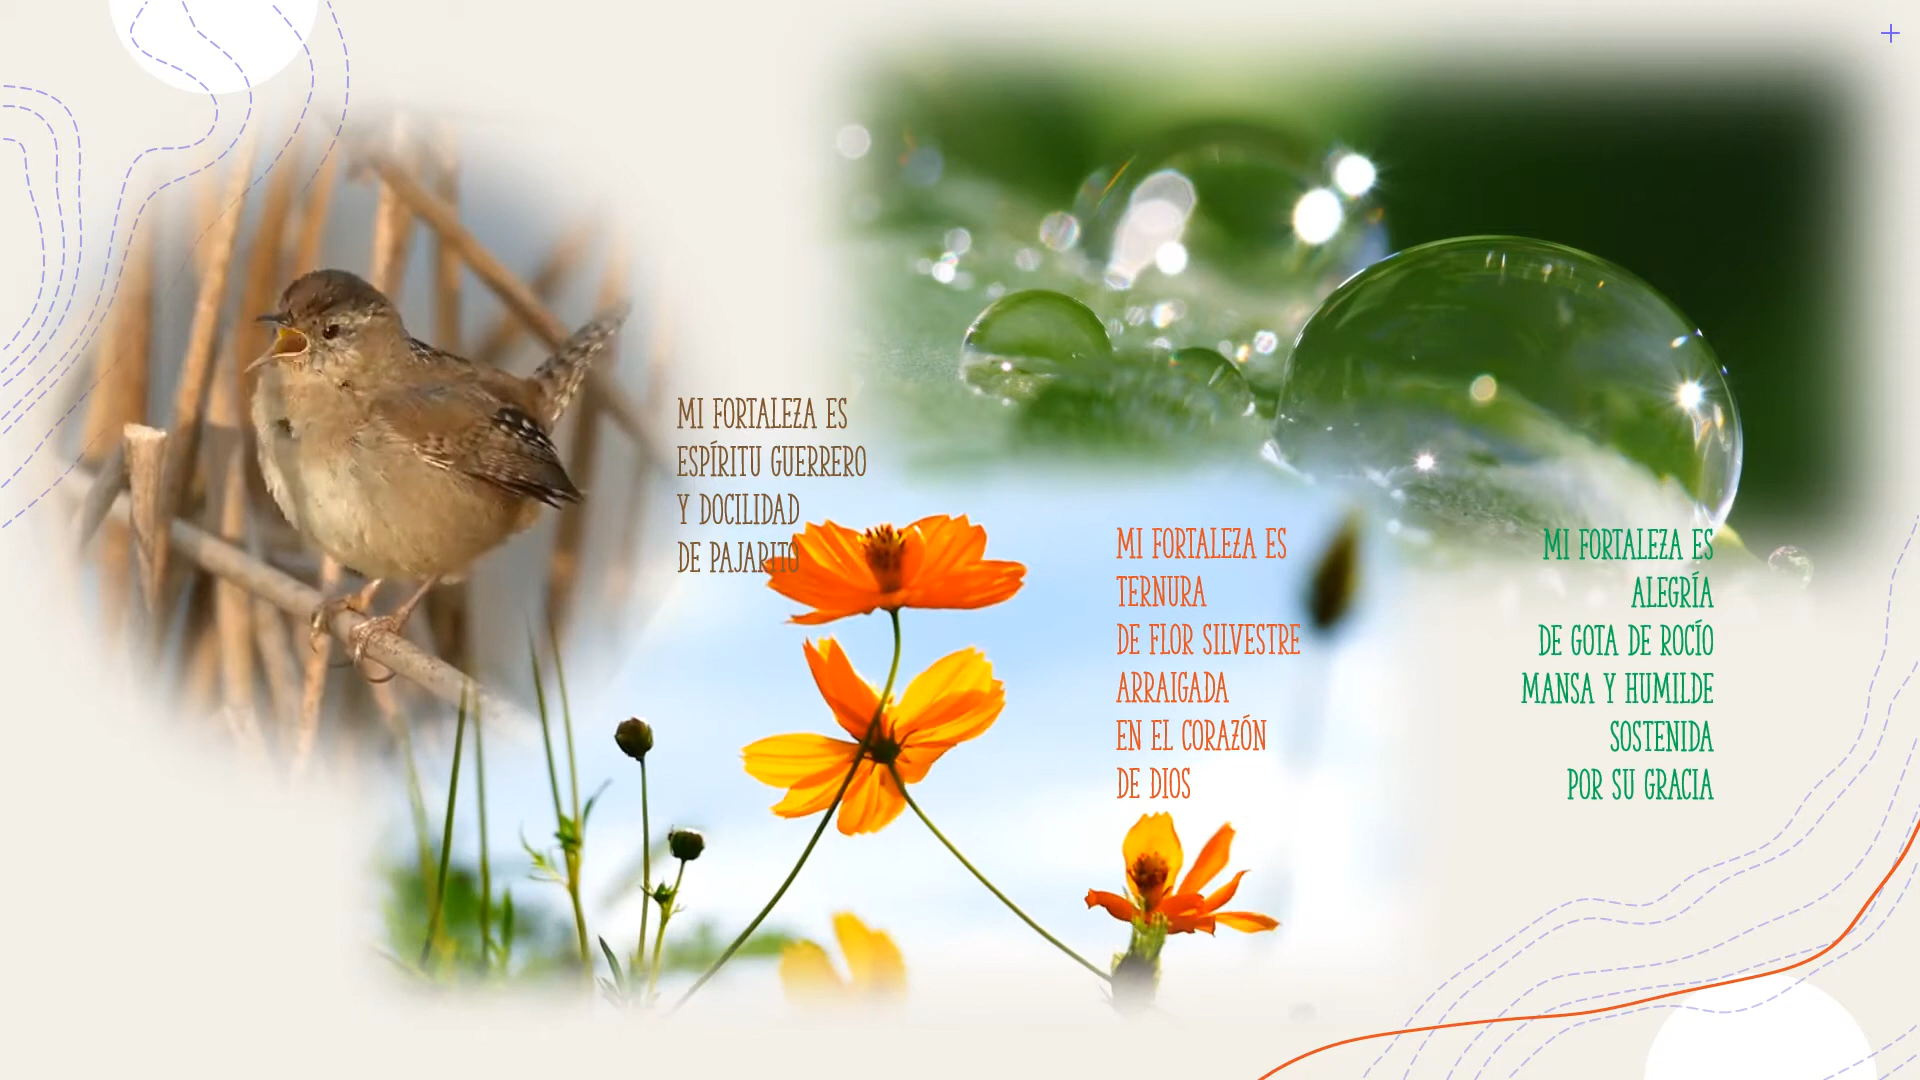 MI FORTALEZA ES
ESPÍRITU GUERRERO
Y DOCILIDAD
DE PAJARITO
MI FORTALEZA ES
TERNURA
DE FLOR SILVESTRE
ARRAIGADA
EN EL CORAZÓN
DE DIOS
MI FORTALEZA ES
ALEGRÍA
DE GOTA DE ROCÍO
MANSA Y HUMILDE
SOSTENIDA
POR SU GRACIA